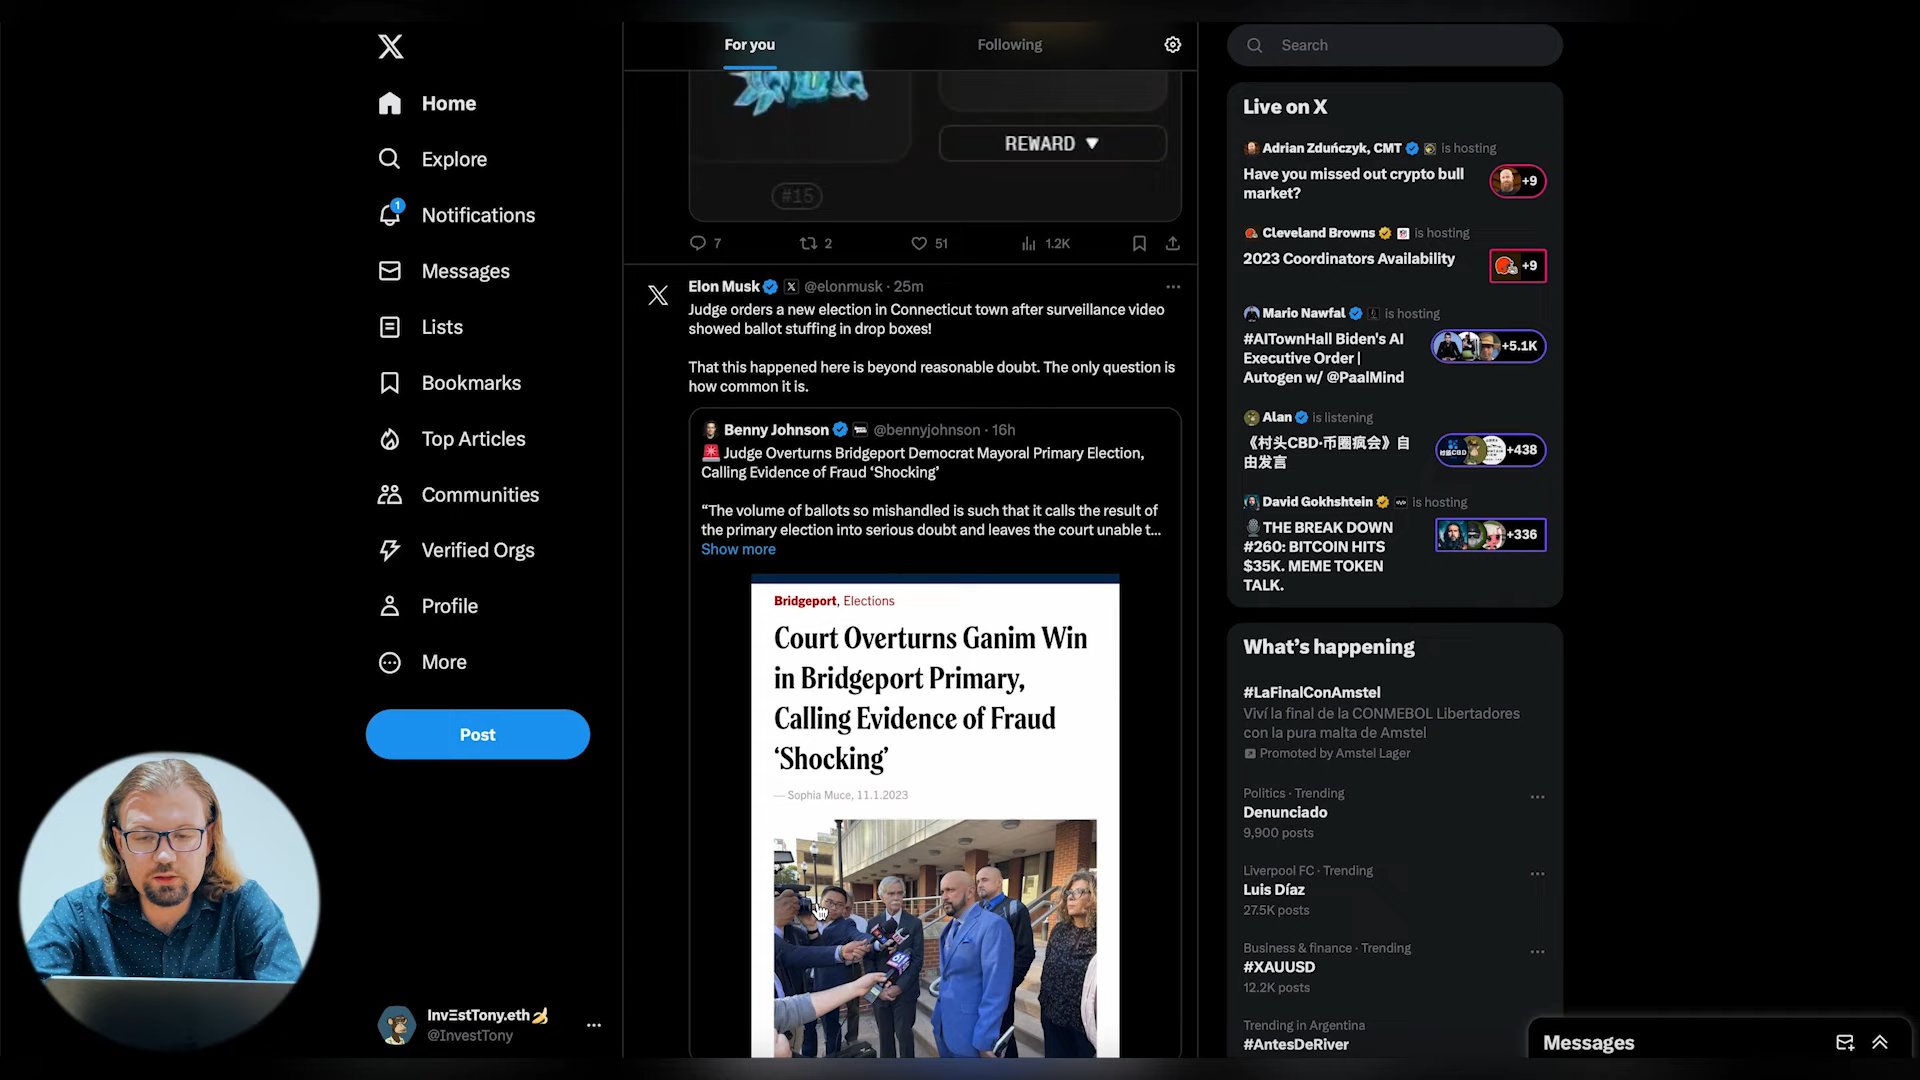 Home
Explore
1
Notifications
Messages
Lists
Bookmarks
Top Articles
Communities
Verified Orgs
Profile
More
Post
InvΞstTony.eth🍌
@InvestTony
For you
Following
REWARD ▼
#15
7
2
51
1.2K
Elon Musk @elonmusk · 25m
Judge orders a new election in Connecticut town after surveillance video
showed ballot stuffing in drop boxes!
That this happened here is beyond reasonable doubt. The only question is
how common it is.
Benny Johnson @bennyjohnson · 16h
🚨Judge Overturns Bridgeport Democrat Mayoral Primary Election,
Calling Evidence of Fraud ‘Shocking’
“The volume of ballots so mishandled is such that it calls the result of
the primary election into serious doubt and leaves the court unable t...
Show more
Bridgeport, Elections
Court Overturns Ganim Win
in Bridgeport Primary,
Calling Evidence of Fraud
‘Shocking’
— Sophia Muce, 11.1.2023
61
Search
Live on X
Adrian Zduńczyk, CMT is hosting
Have you missed out crypto bull
market?
+9
Cleveland Browns is hosting
2023 Coordinators Availability
+9
Mario Nawfal is hosting
#AITownHall Biden's AI
Executive Order |
Autogen w/ @PaalMind
+5.1K
Alan is listening
《村头CBD·币圈疯会》自
由发言
+438
David Gokhshtein is hosting
🎙️THE BREAK DOWN
#260: BITCOIN HITS
$35K. MEME TOKEN
TALK.
+336
What’s happening
#LaFinalConAmstel
Viví la final de la CONMEBOL Libertadores
con la pura malta de Amstel
Promoted by Amstel Lager
Politics · Trending
Denunciado
9,900 posts
Liverpool FC · Trending
Luis Díaz
27.5K posts
Business & finance · Trending
#XAUUSD
12.2K posts
Trending in Argentina
#AntesDeRiver
Messages